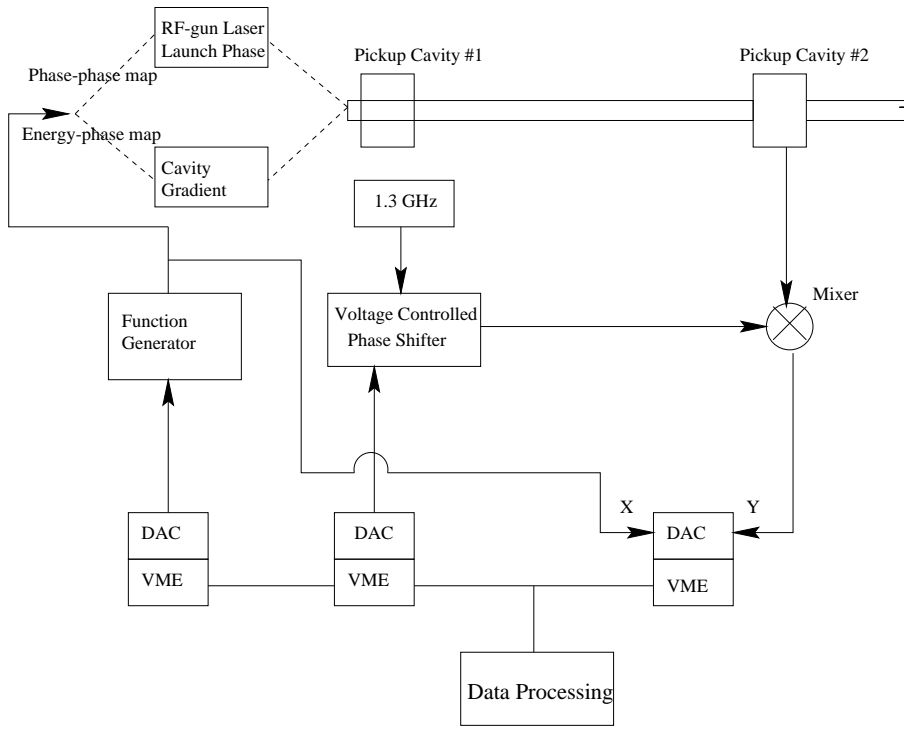 RF-gun Laser
Launch Phase
Pickup Cavity #1
Pickup Cavity #2
Phase-phase map
Energy-phase map
Cavity
Gradient
1.3 GHz
Mixer
Function
Generator
Voltage Controlled
Phase Shifter
X
Y
DAC
DAC
DAC
VME
VME
VME
Data Processing